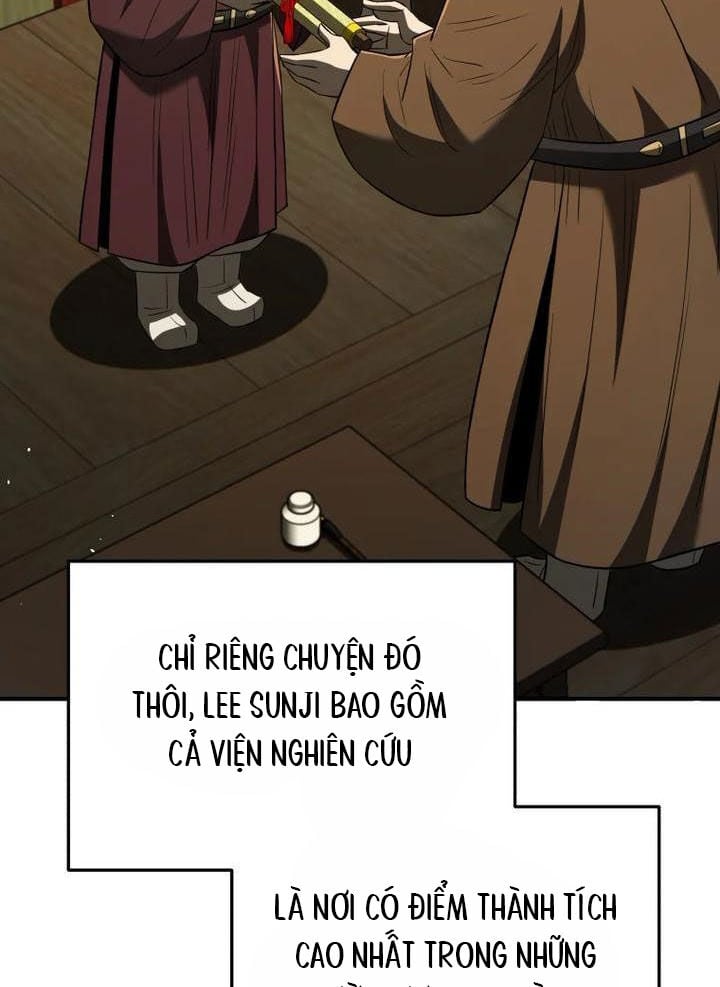 CHỈ RIÊNG CHUYỆN ĐÓ
THÔI, LEE SUNJI BAO GỒM
CẢ VIỆN NGHIÊN CỨU
LÀ NƠI CÓ ĐIỂM THÀNH TÍCH
CAO NHẤT TRONG NHỮNG